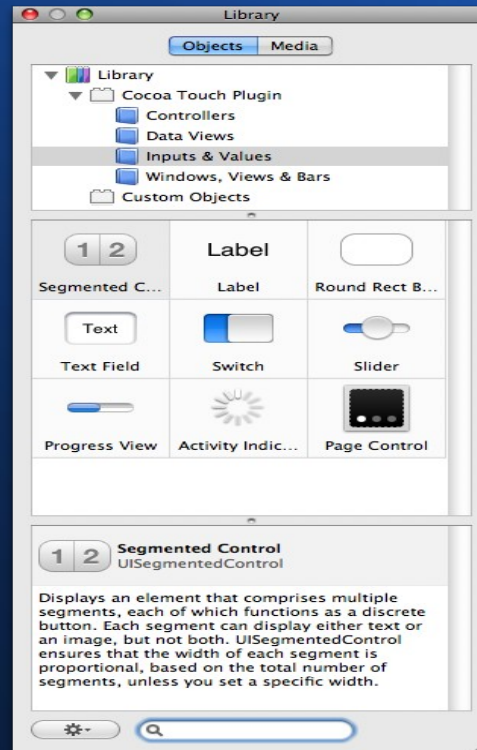 Library
Objects Media
Library
Cocoa Touch Plugin
Controllers
Data Views
Inputs & Values
Windows, Views & Bars
Custom Objects
1 2 Label
Segmented C... Label Round Rect B...
Text
Text Field Switch Slider
Progress View Activity Indic... Page Control
1 2 Segmented Control
UISegmentedControl
Displays an element that comprises multiple
segments, each of which functions as a discrete
button. Each segment can display either text or
an image, but not both. UISegmentedControl
ensures that the width of each segment is
proportional, based on the total number of
segments, unless you set a specific width.